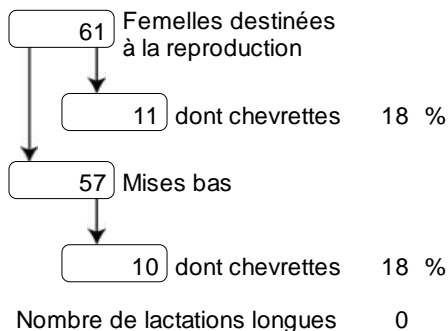 61 Femelles destinées
à la reproduction
11 dont chevrettes 18 %
57 Mises bas
10 dont chevrettes 18 %
Nombre de lactations longues 0